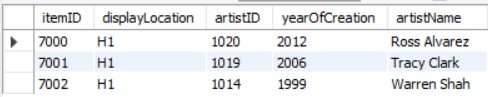 itemID displayLocation artistID yearOfCreation artistName
7000 H1 1020 2012 Ross Alvarez
7001 H1 1019 2006 Tracy Clark
7002 H1 1014 1999 Warren Shah